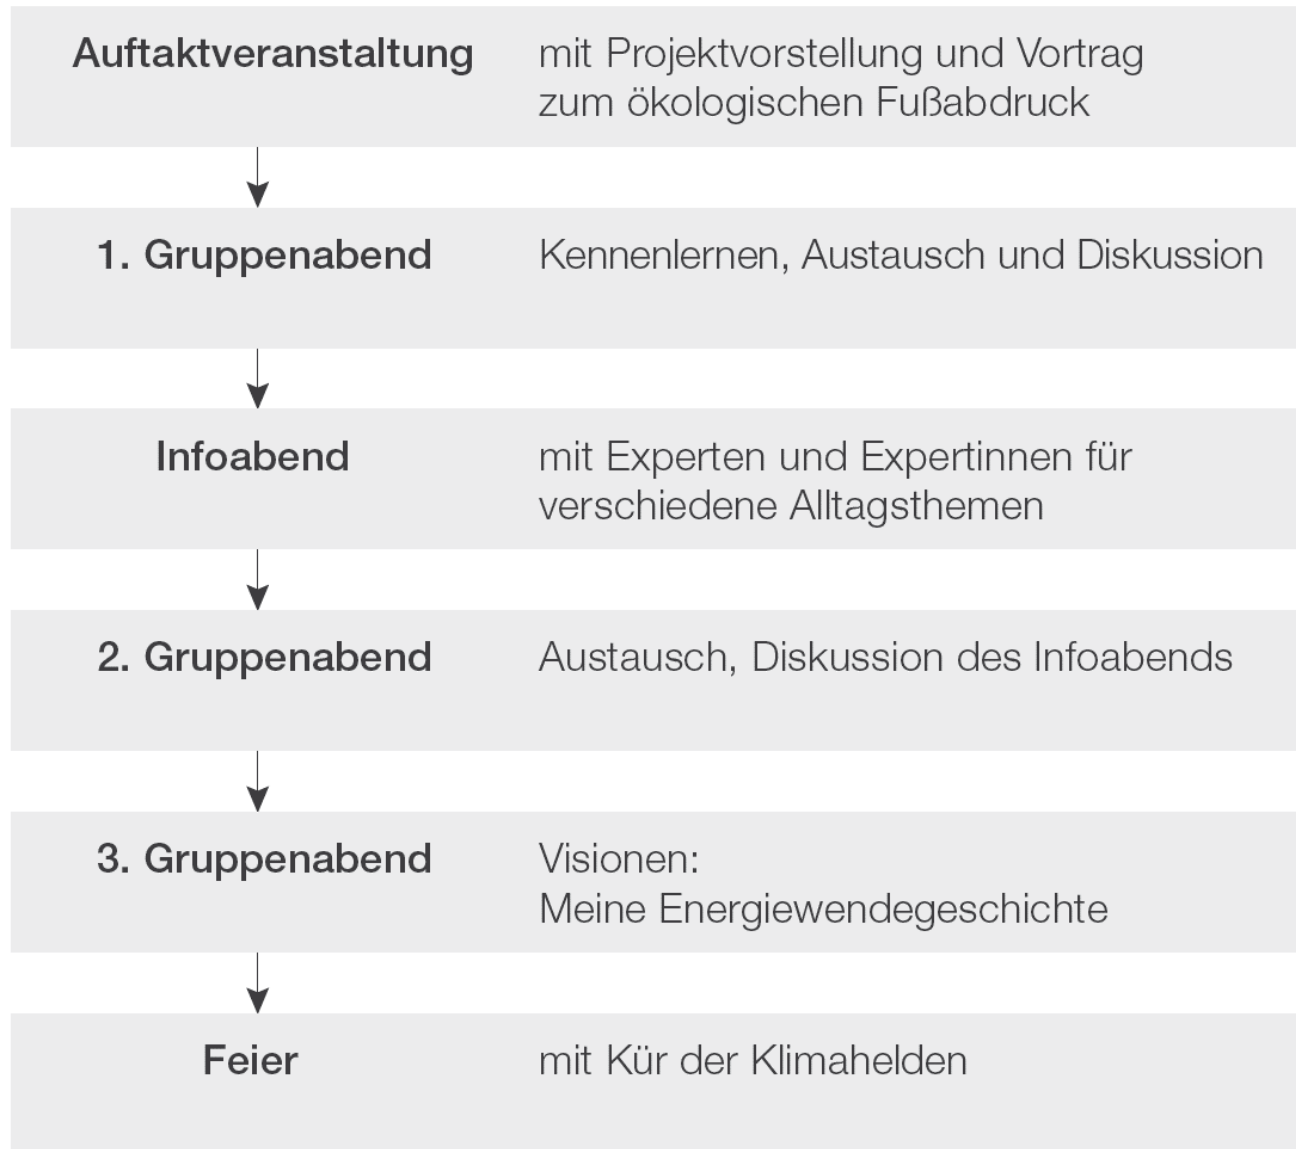 Auftaktveranstaltung mit Projektvorstellung und Vortrag
zum ökologischen Fußabdruck
1. Gruppenabend Kennenlernen, Austausch und Diskussion
Infoabend mit Experten und Expertinnen für
verschiedene Alltagsthemen
2. Gruppenabend Austausch, Diskussion des Infoabends
3. Gruppenabend Visionen:
Meine Energiewendegeschichte
Feier mit Kür der Klimahelden